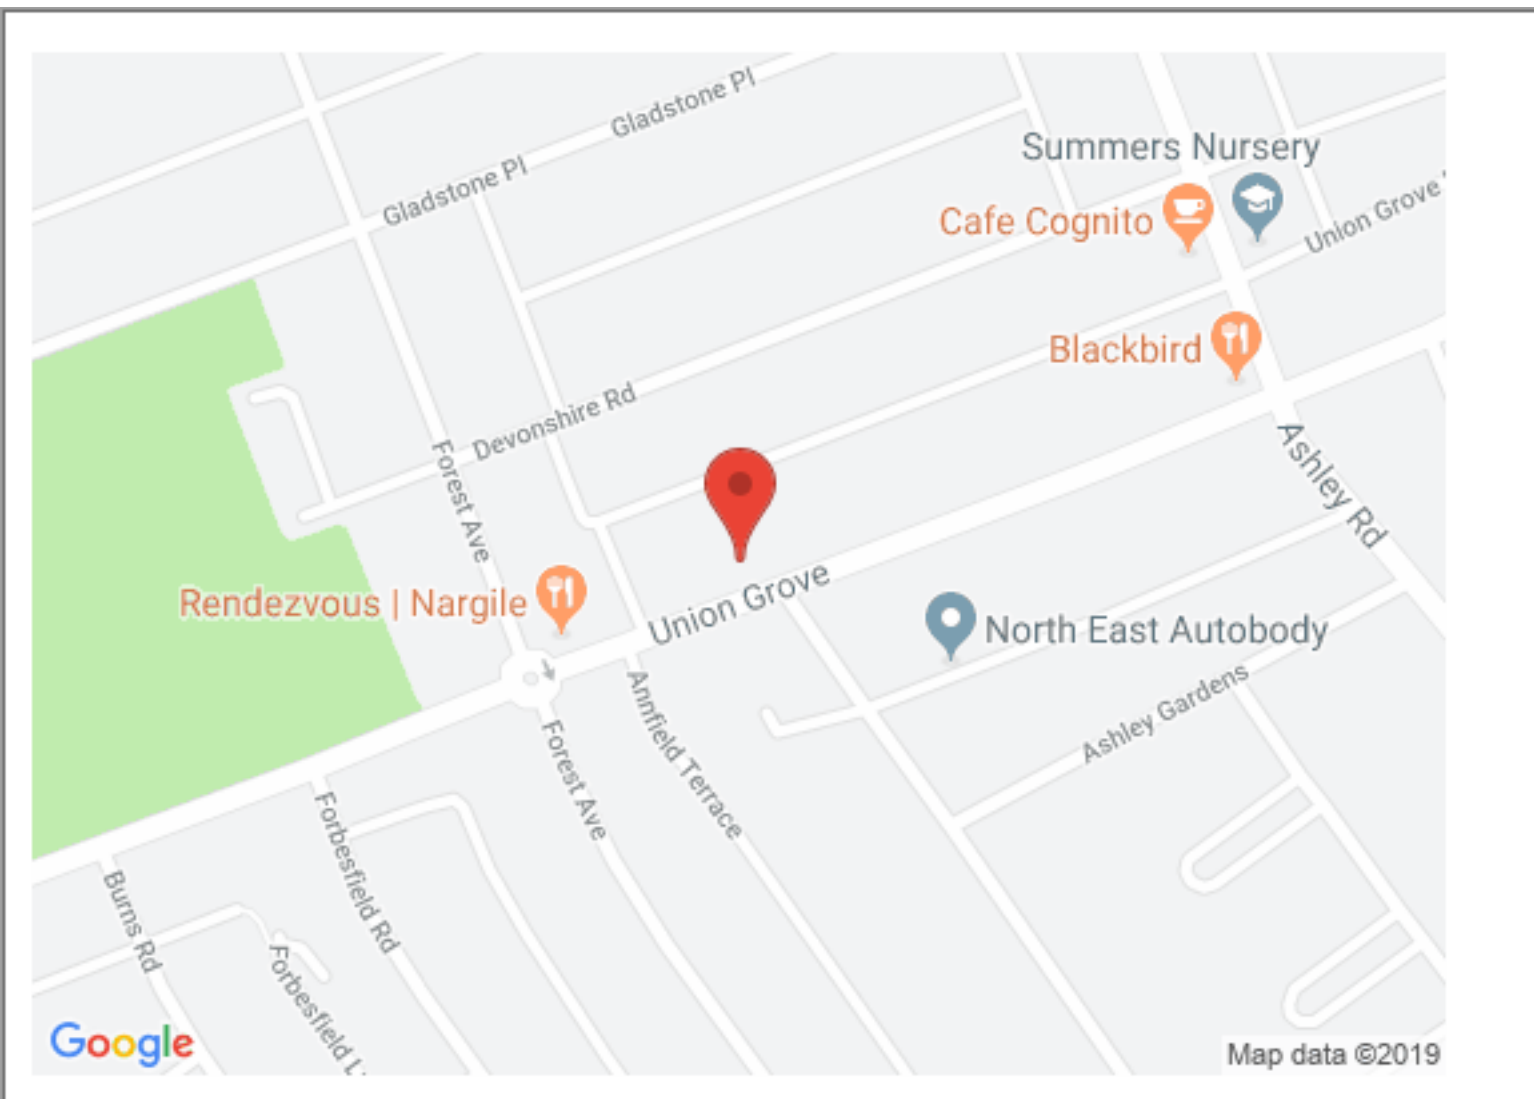 Gladstone Pl
Gladstone Pl
Summers Nursery
Cafe Cognito
Union Grove
Blackbird
Devonshire Rd
Forest Ave
Ashley Rd
Rendezvous | Nargile
Union Grove
North East Autobody
Annfield Terrace
Ashley Gardens
Forest Ave
Forbesfield Rd
Burns Rd
Forbesfield
Google
Map data ©2019